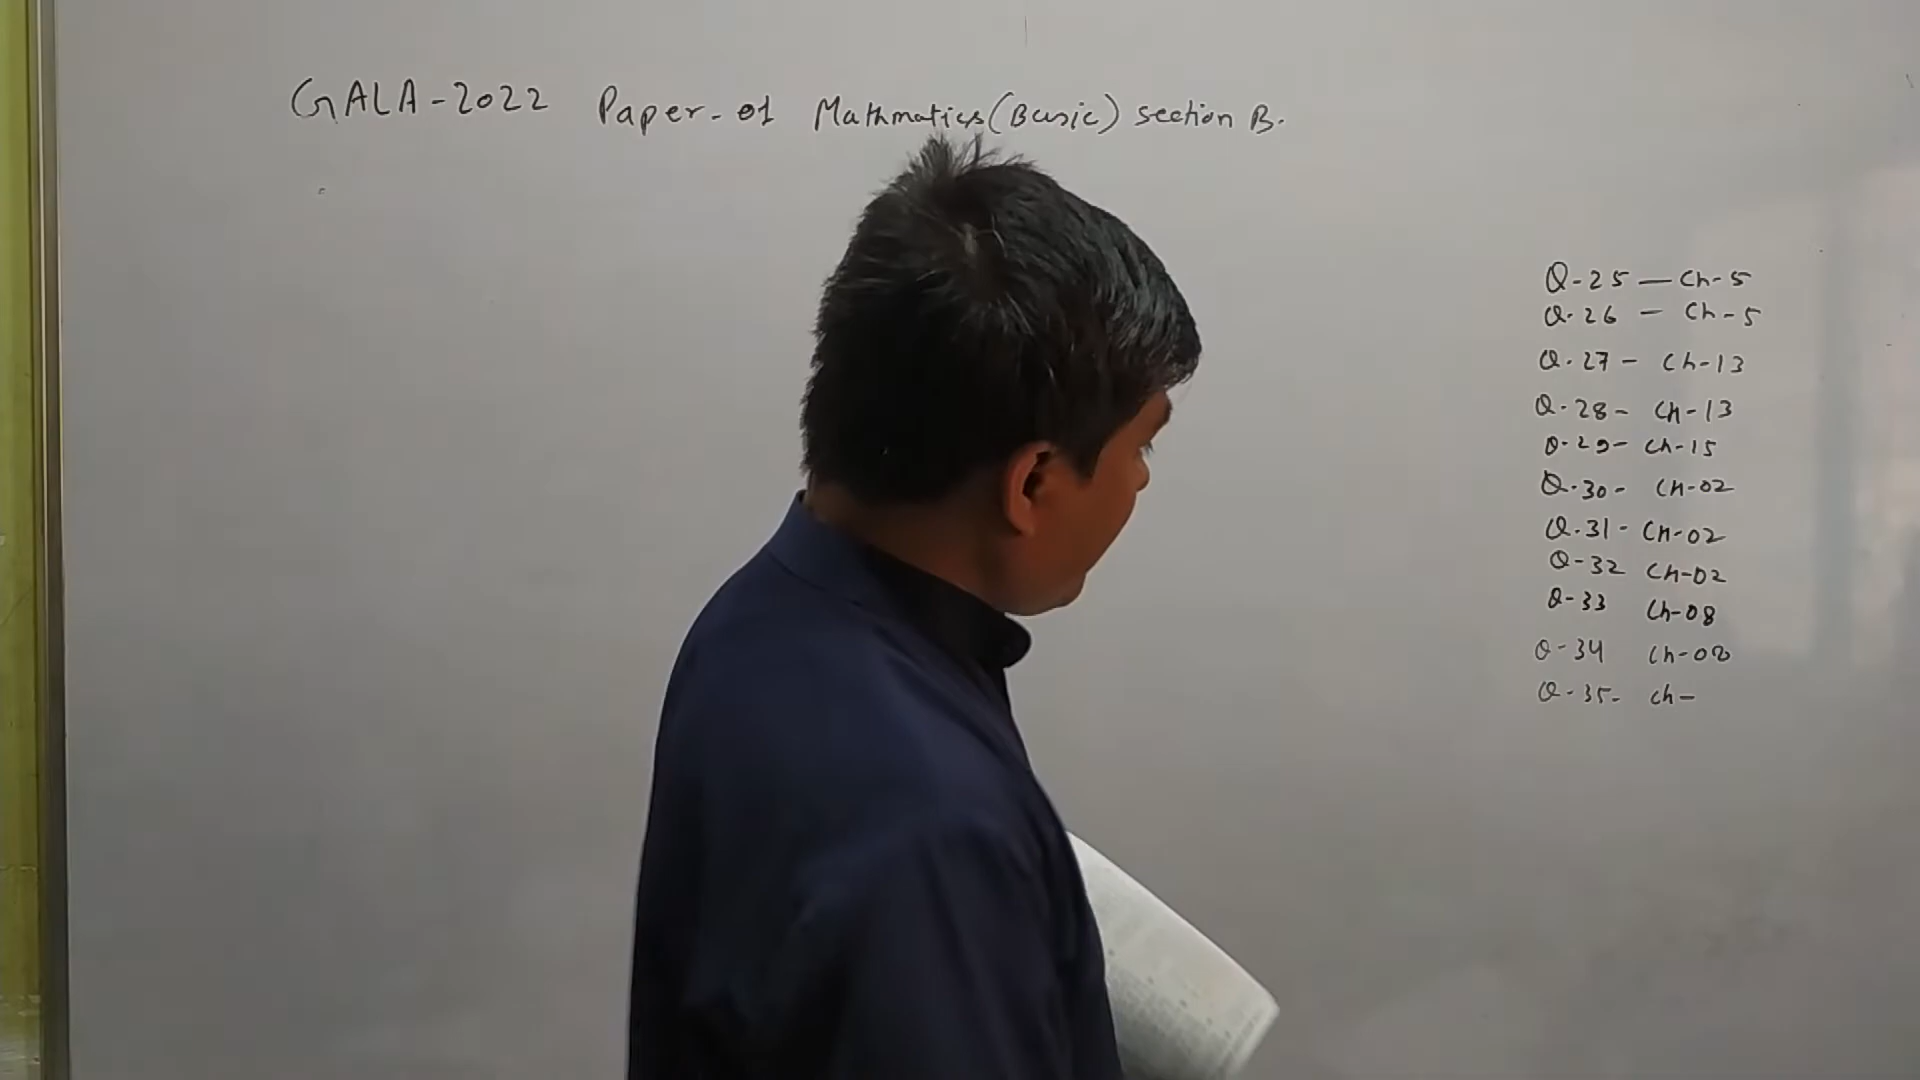 GALA-2022 Paper-of Mathmatics(Basic) section B.
Q-25 — Ch-5
Q-26 - Ch-5
Q-27 - Ch-13
Q-28- Ch-13
Q-29- Ch-15
Q-30- Ch-02
Q-31- Ch-02
Q-32 Ch-02
Q-33 Ch-08
Q-34 Ch-08
Q-35- Ch-